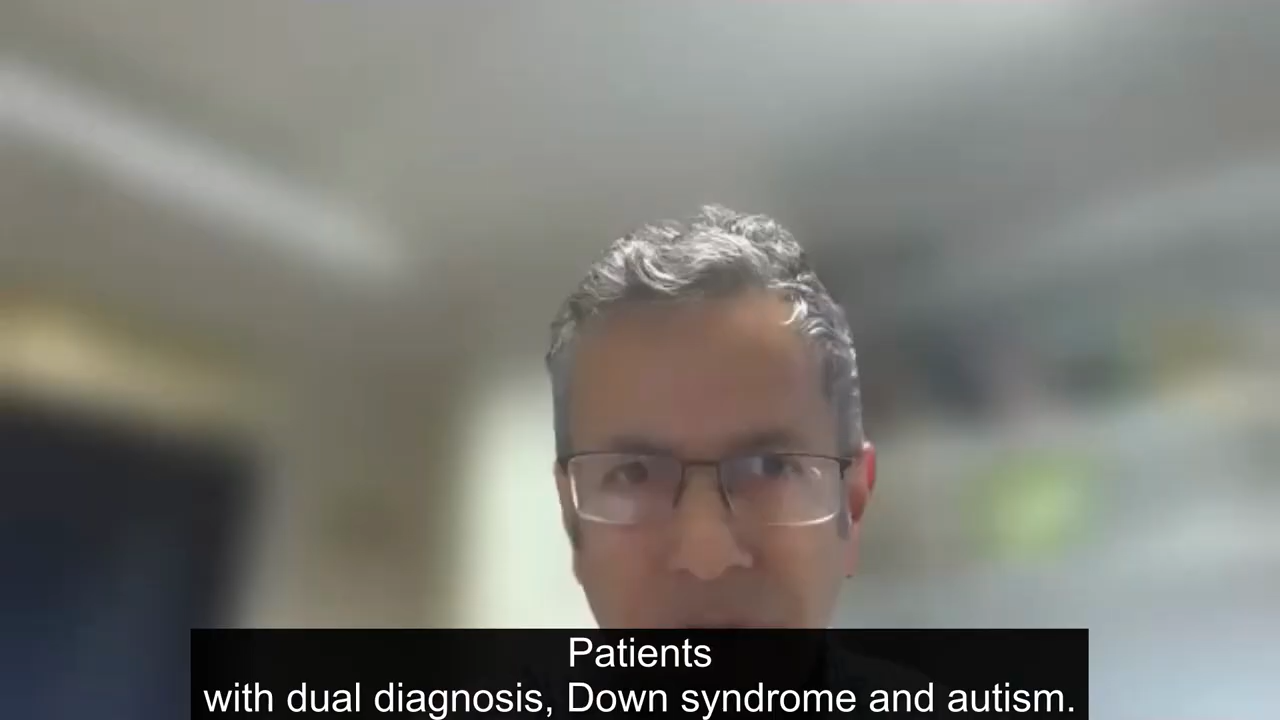 Patients
with dual diagnosis, Down syndrome and autism.